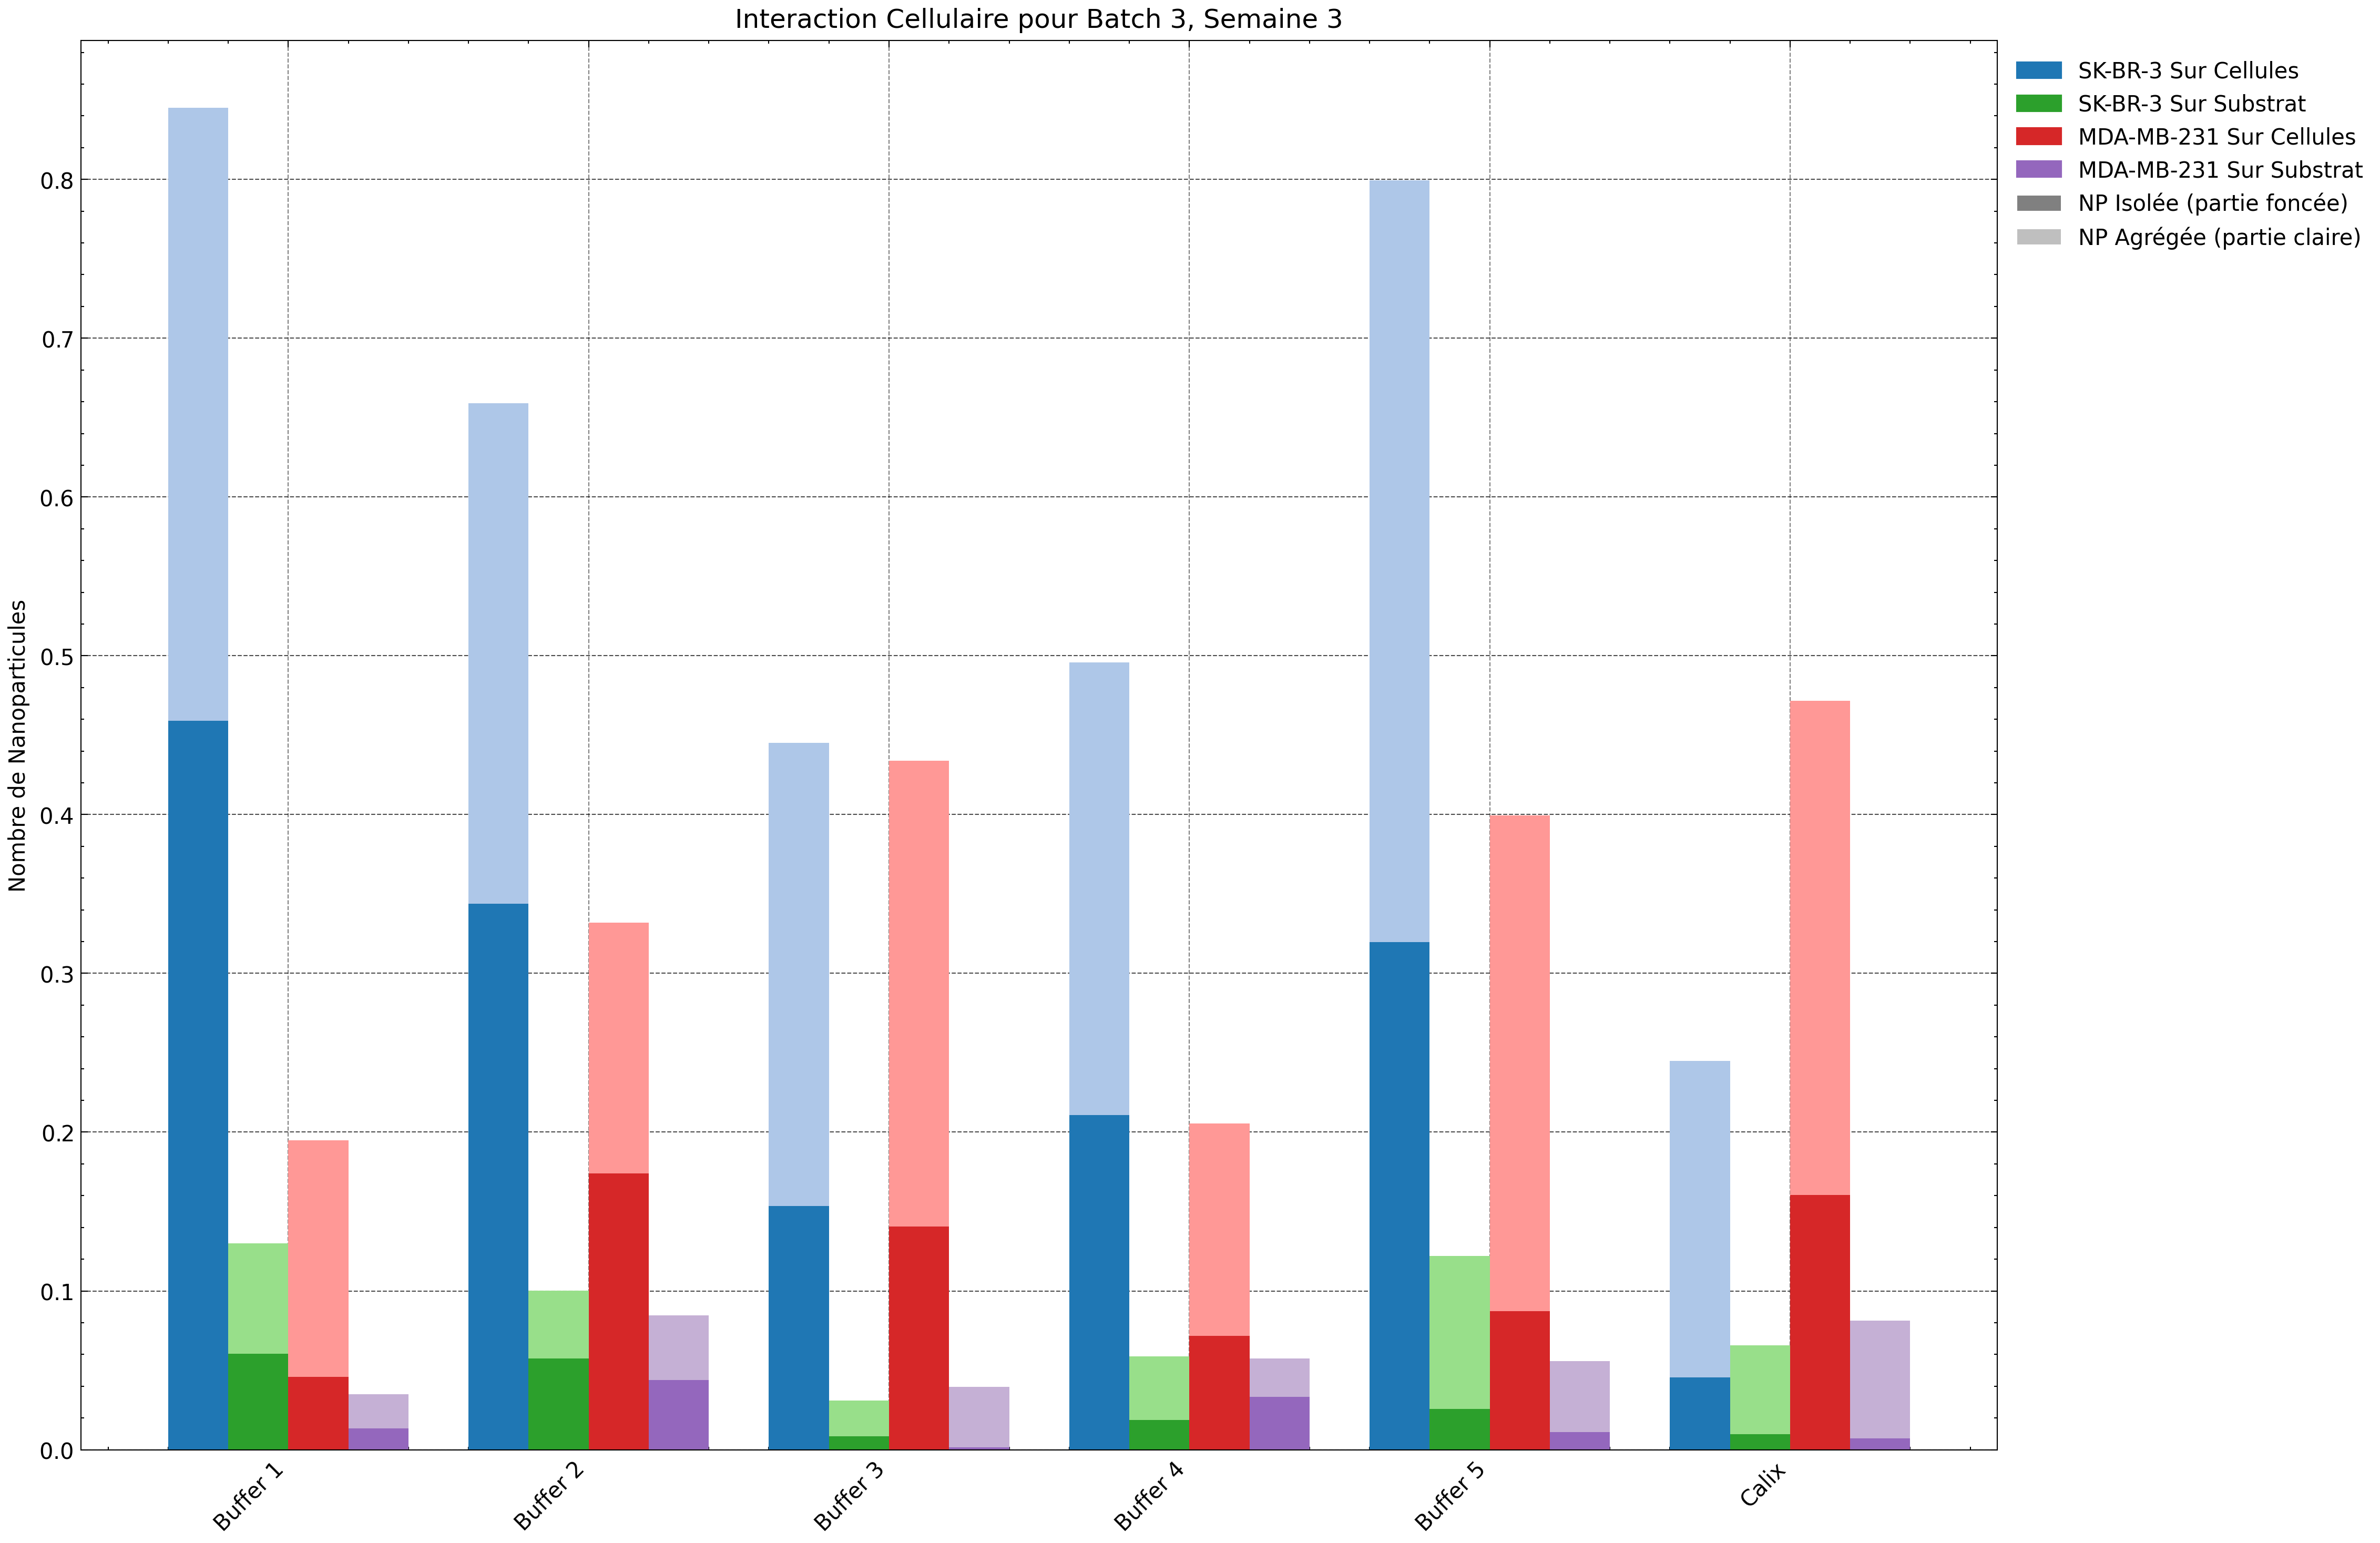 Interaction Cellulaire pour Batch 3, Semaine 3
SK-BR-3 Sur Cellules
SK-BR-3 Sur Substrat
MDA-MB-231 Sur Cellules
MDA-MB-231 Sur Substrat
NP Isolée (partie foncée)
NP Agrégée (partie claire)
Nombre de Nanoparticules
0.8
0.7
0.6
0.5
0.4
0.3
0.2
0.1
0.0
Buffer 1
Buffer 2
Buffer 3
Buffer 4
Buffer 5
Calix